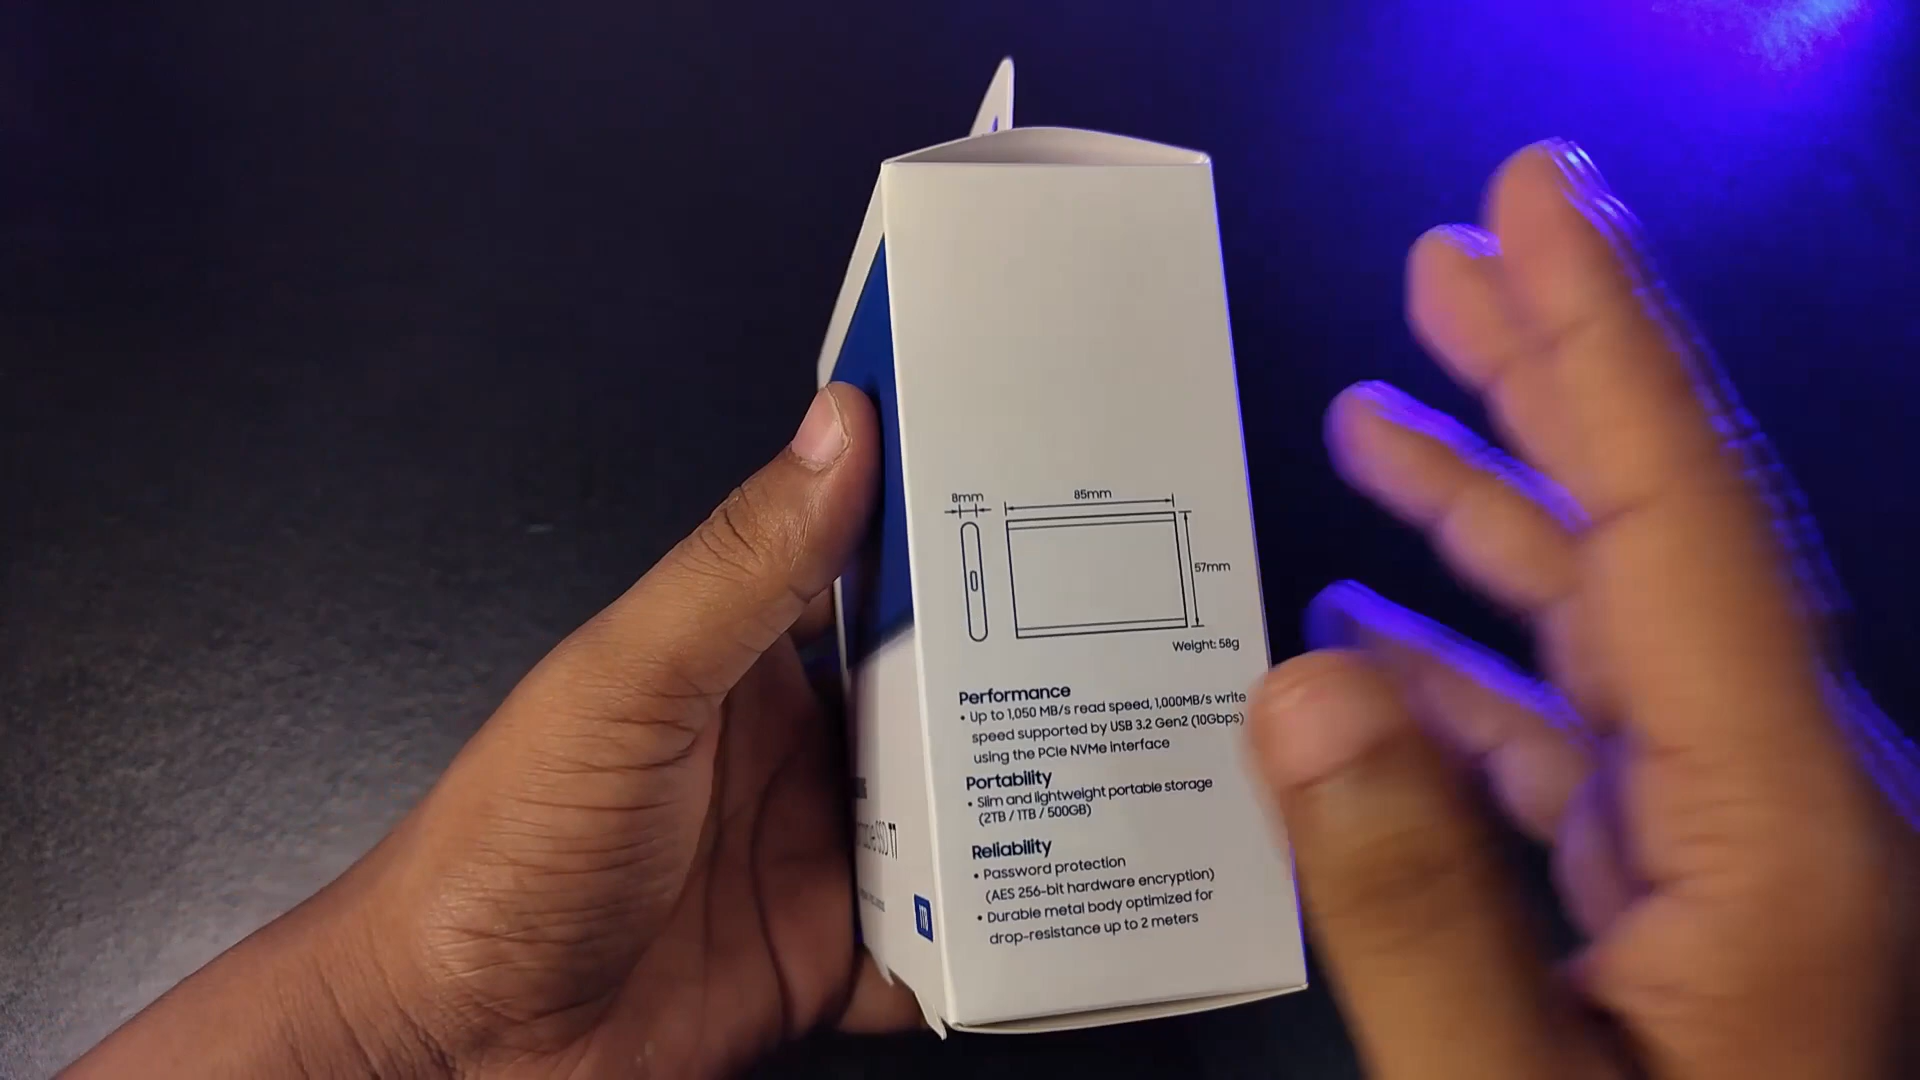 8mm
85mm
57mm
Weight: 58g
Performance
• Up to 1,050 MB/s read speed, 1,000MB/s write
speed supported by USB 3.2 Gen2 (10Gbps)
using the PCIe NVMe interface
Portability
• Slim and lightweight portable storage
(2TB / 1TB / 500GB)
Reliability
• Password protection
(AES 256-bit hardware encryption)
• Durable metal body optimized for
drop-resistance up to 2 meters
SSD T7
1TB